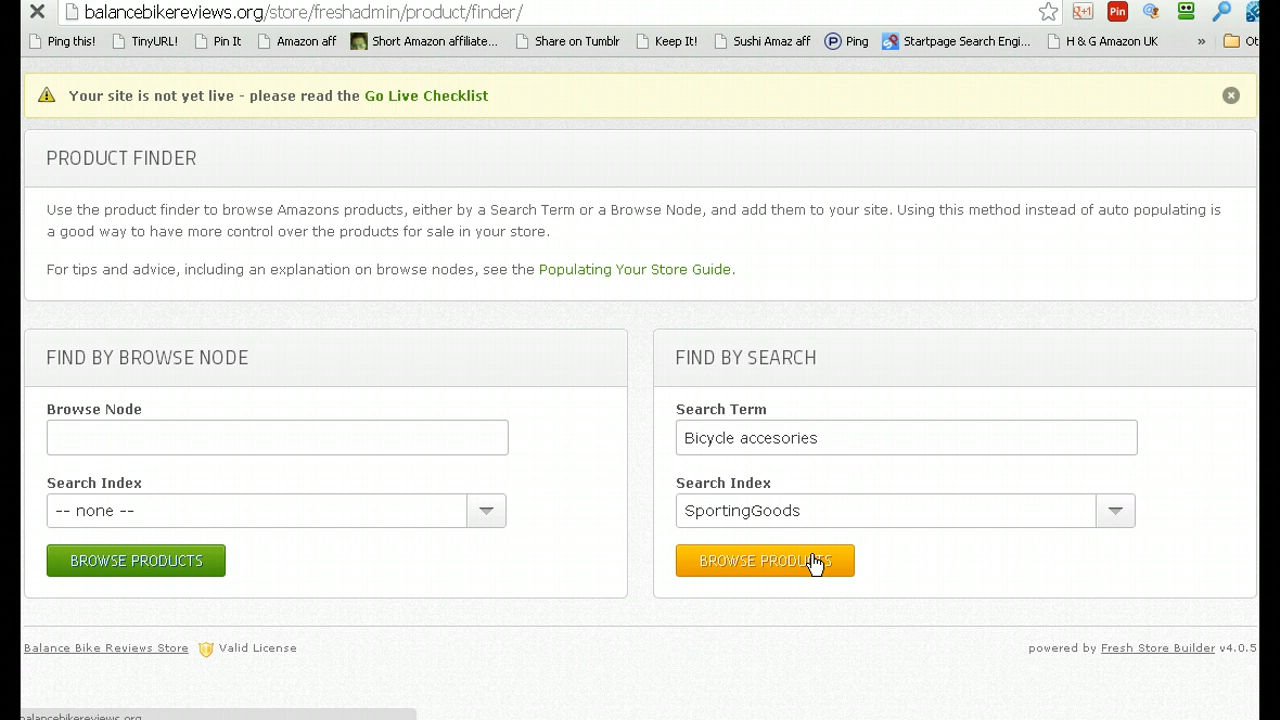 balancebikereviews.org/store/freshadmin/product/finder/
Ping this! TinyURL! Pin It Amazon aff Short Amazon affiliate... Share on Tumblr Keep It! Sushi Amaz aff Ping Startpage Search Engi... H & G Amazon UK » Ot
Your site is not yet live - please read the Go Live Checklist
PRODUCT FINDER
Use the product finder to browse Amazons products, either by a Search Term or a Browse Node, and add them to your site. Using this method instead of auto populating is
a good way to have more control over the products for sale in your store.
For tips and advice, including an explanation on browse nodes, see the Populating Your Store Guide.
FIND BY BROWSE NODE
Browse Node
Search Index
-- none --
BROWSE PRODUCTS
FIND BY SEARCH
Search Term
Bicycle accesories
Search Index
SportingGoods
BROWSE PRODUCTS
Balance Bike Reviews Store Valid License
powered by Fresh Store Builder v4.0.5
balancebikereviews.org